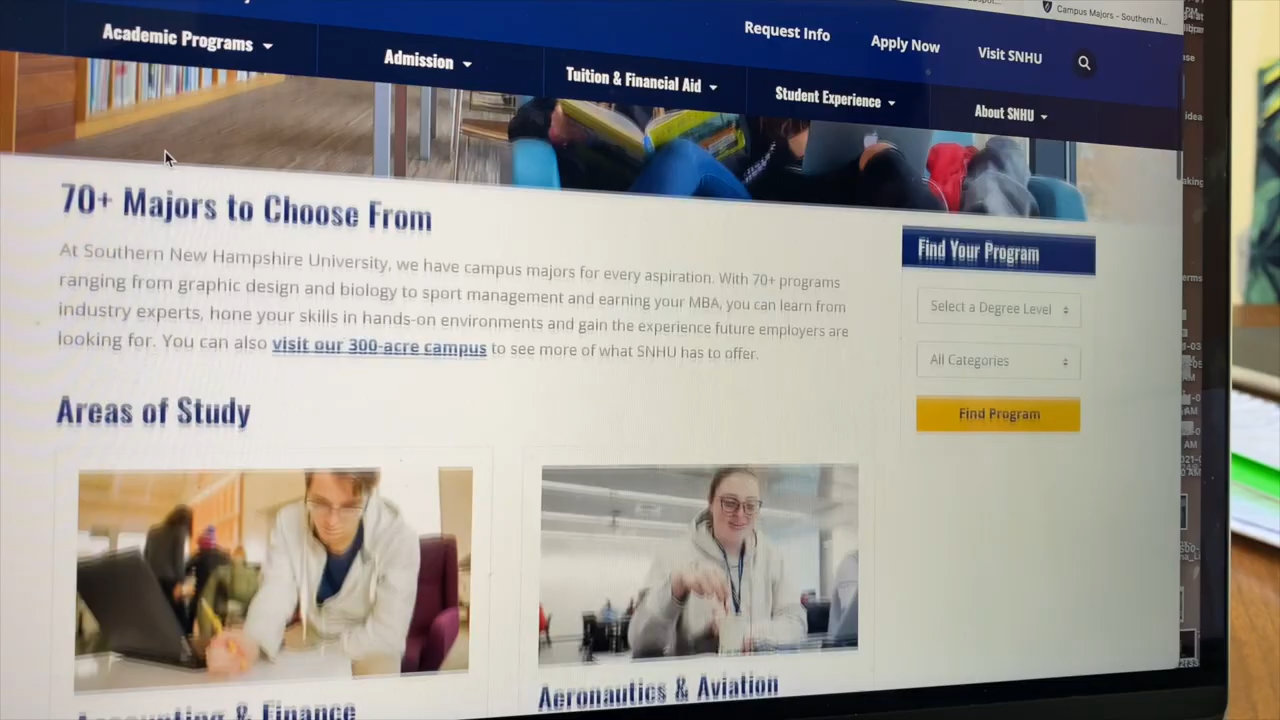 Campus Majors - Southern N...
Request Info
Apply Now
Visit SNHU
Academic Programs
Admission
Tuition & Financial Aid
Student Experience
About SNHU
70+ Majors to Choose From
At Southern New Hampshire University, we have campus majors for every aspiration. With 70+ programs
ranging from graphic design and biology to sport management and earning your MBA, you can learn from
industry experts, hone your skills in hands-on environments and gain the experience future employers are
looking for. You can also visit our 300-acre campus to see more of what SNHU has to offer.
Find Your Program
Select a Degree Level
All Categories
Find Program
Areas of Study
Accounting & Finance
Aeronautics & Aviation